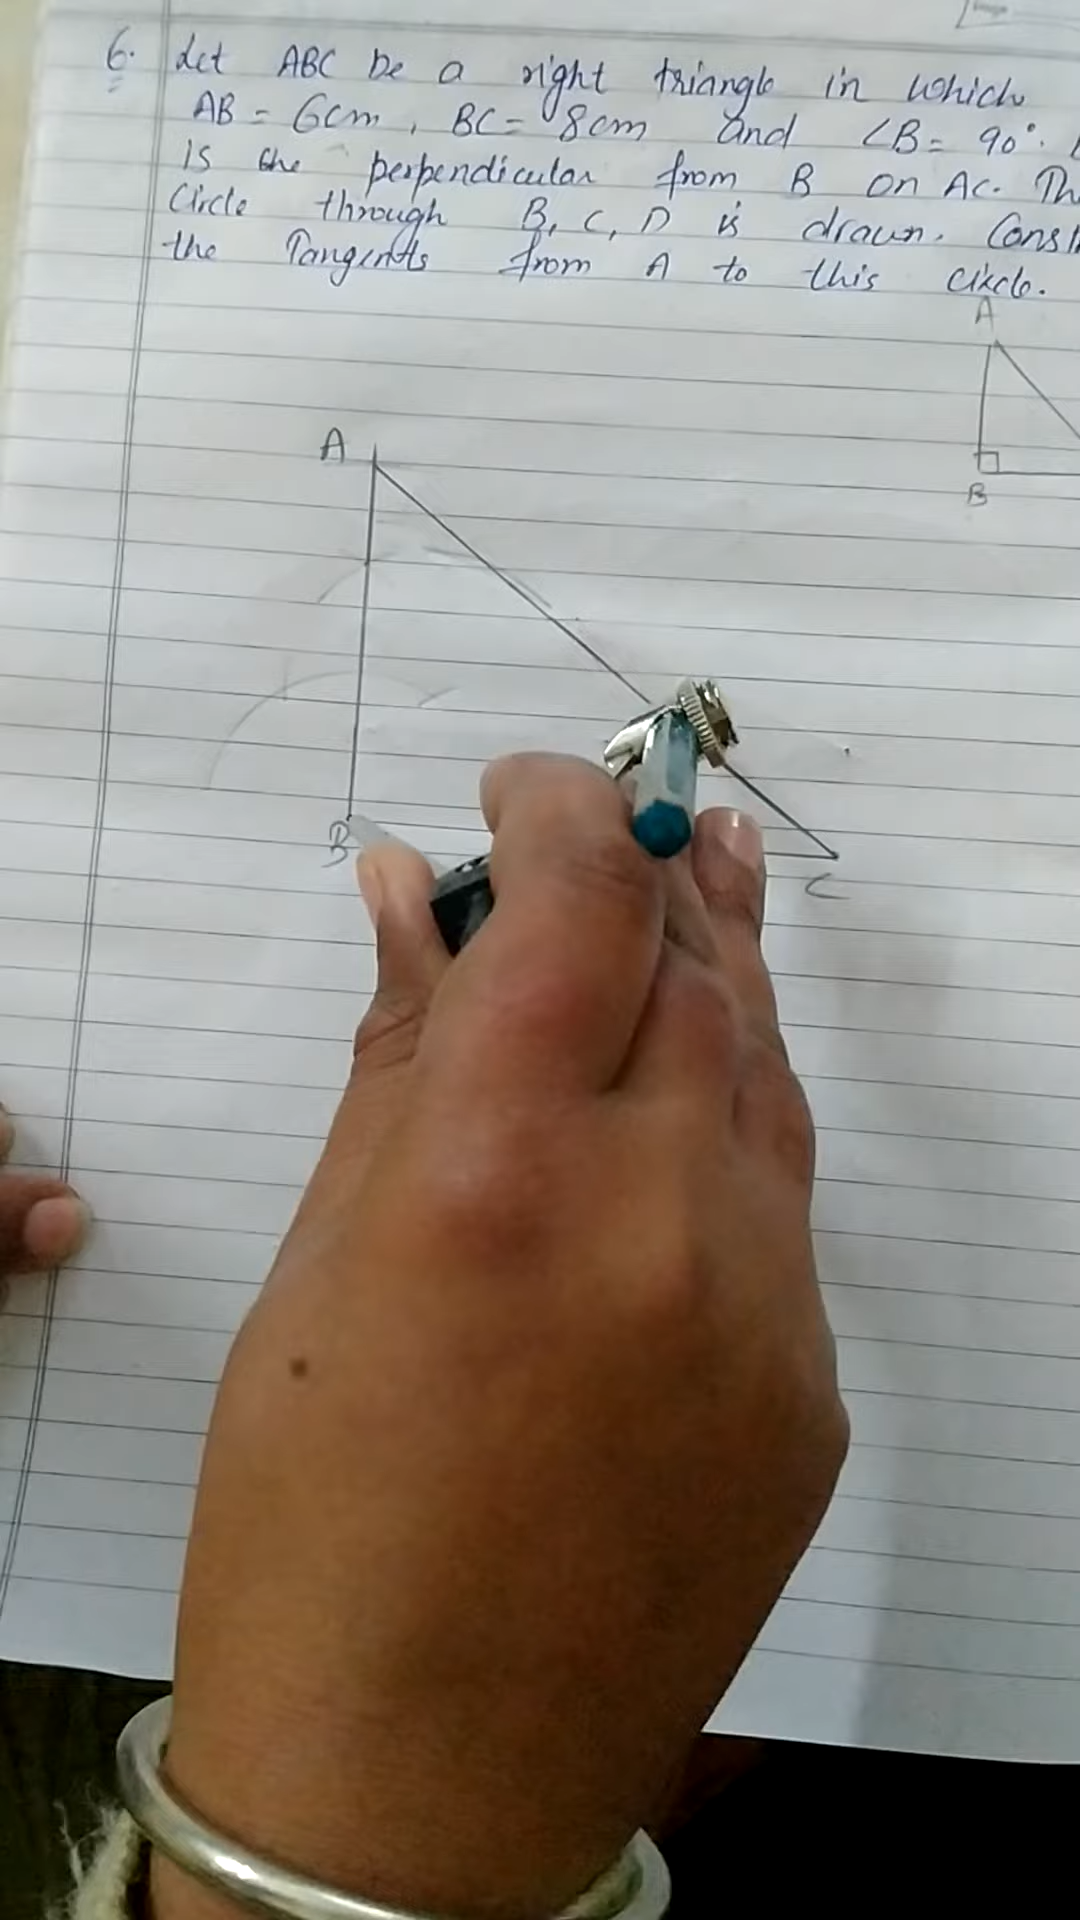 6. Let ABC be a right triangle in which
AB = 6cm, BC = 8cm and ∠B = 90°.
is the perpendicular from B on AC. Th
Circle through B, C, D is drawn. Cons
the Tangents from A to this circle.
A
A
B
B
C